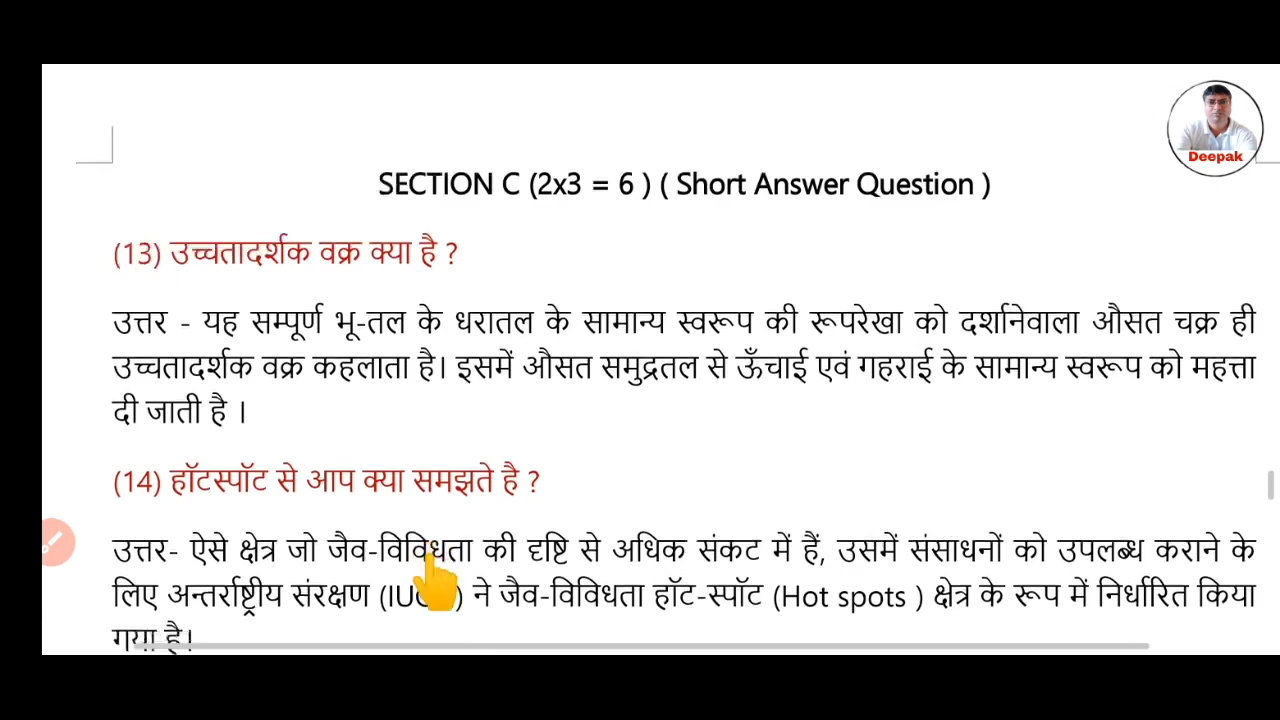 Deepak
SECTION C (2x3 = 6 ) ( Short Answer Question )
(13) उच्चतादर्शक वक्र क्या है ?
उत्तर - यह सम्पूर्ण भू-तल के धरातल के सामान्य स्वरूप की रूपरेखा को दर्शानेवाला औसत चक्र ही
उच्चतादर्शक वक्र कहलाता है। इसमें औसत समुद्रतल से ऊँचाई एवं गहराई के सामान्य स्वरूप को महत्ता
दी जाती है ।
(14) हॉटस्पॉट से आप क्या समझते है ?
उत्तर- ऐसे क्षेत्र जो जैव-विविधता की दृष्टि से अधिक संकट में हैं, उसमें संसाधनों को उपलब्ध कराने के
लिए अन्तर्राष्ट्रीय संरक्षण ने जैव-विविधता हॉट-स्पॉट (Hot spots ) क्षेत्र के रूप में निर्धारित किया
गया है।